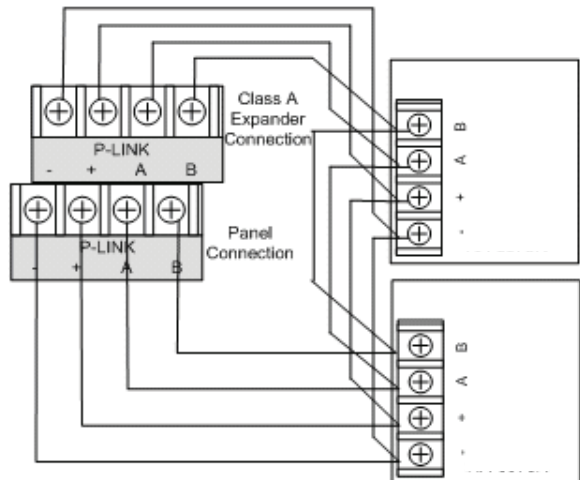 Class A
Expander
Connection
P-LINK
- + A B
Panel
Connection
P-LINK
- + A B
B
A
+
-
B
A
+
-